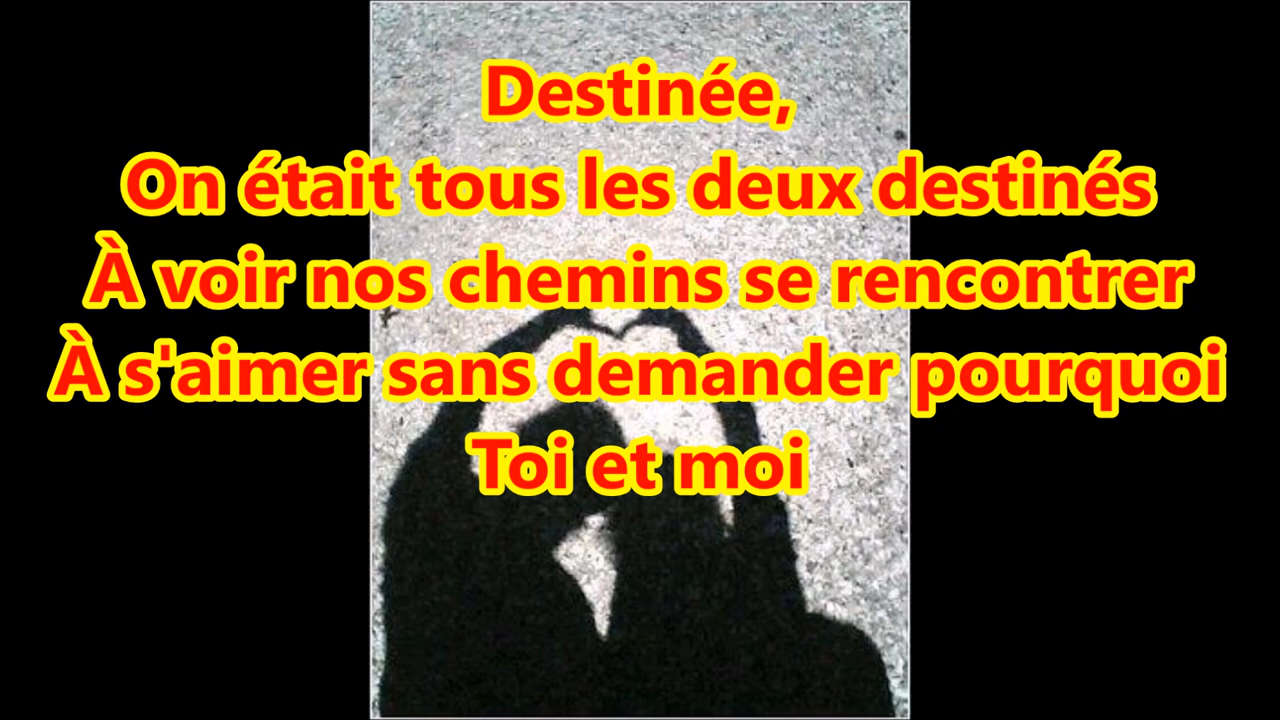 Destinée,
On était tous les deux destinés
À voir nos chemins se rencontrer
À s'aimer sans demander pourquoi
Toi et moi